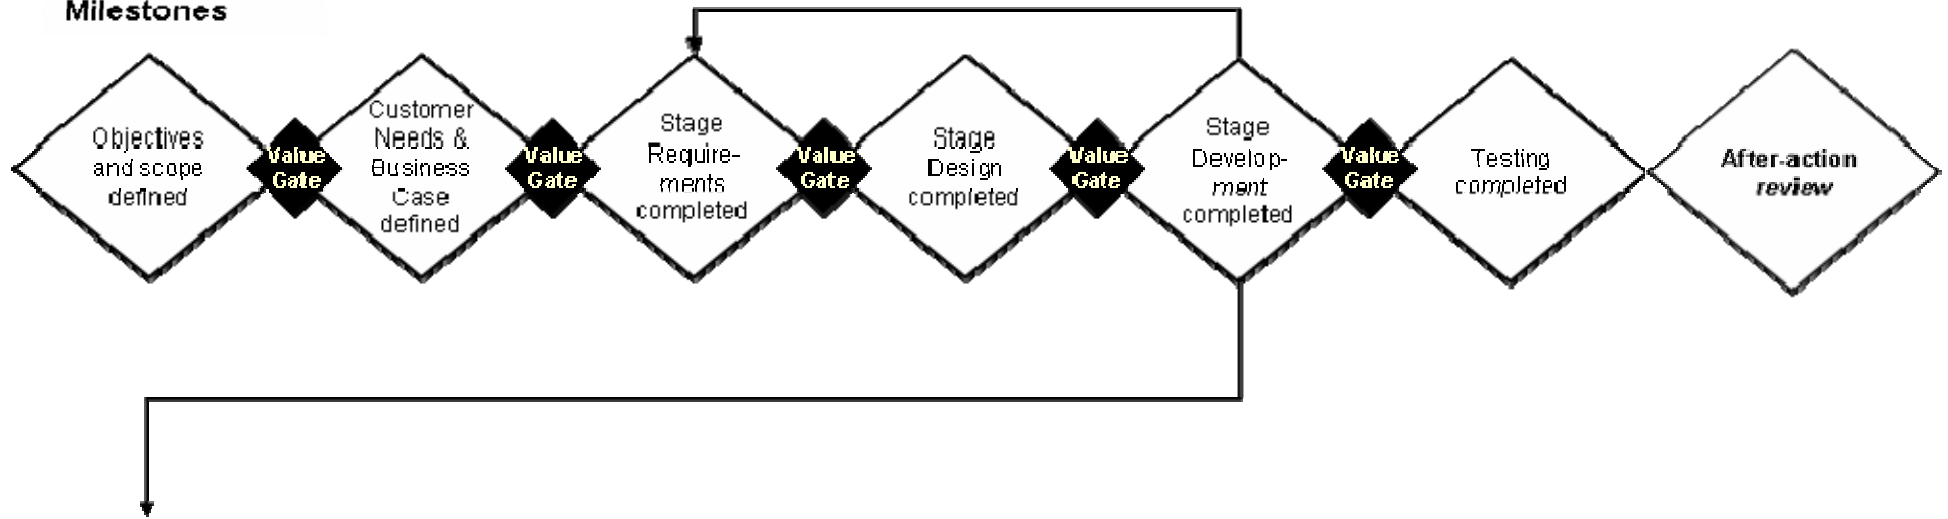 Milestones
Objectives
and scope
defined
Value
Gate
Customer
Needs &
Business
Case
defined
Value
Gate
Stage
Require-
ments
completed
Value
Gate
Stage
Design
completed
Value
Gate
Stage
Develop-
ment
completed
Value
Gate
Testing
completed
After-action
review